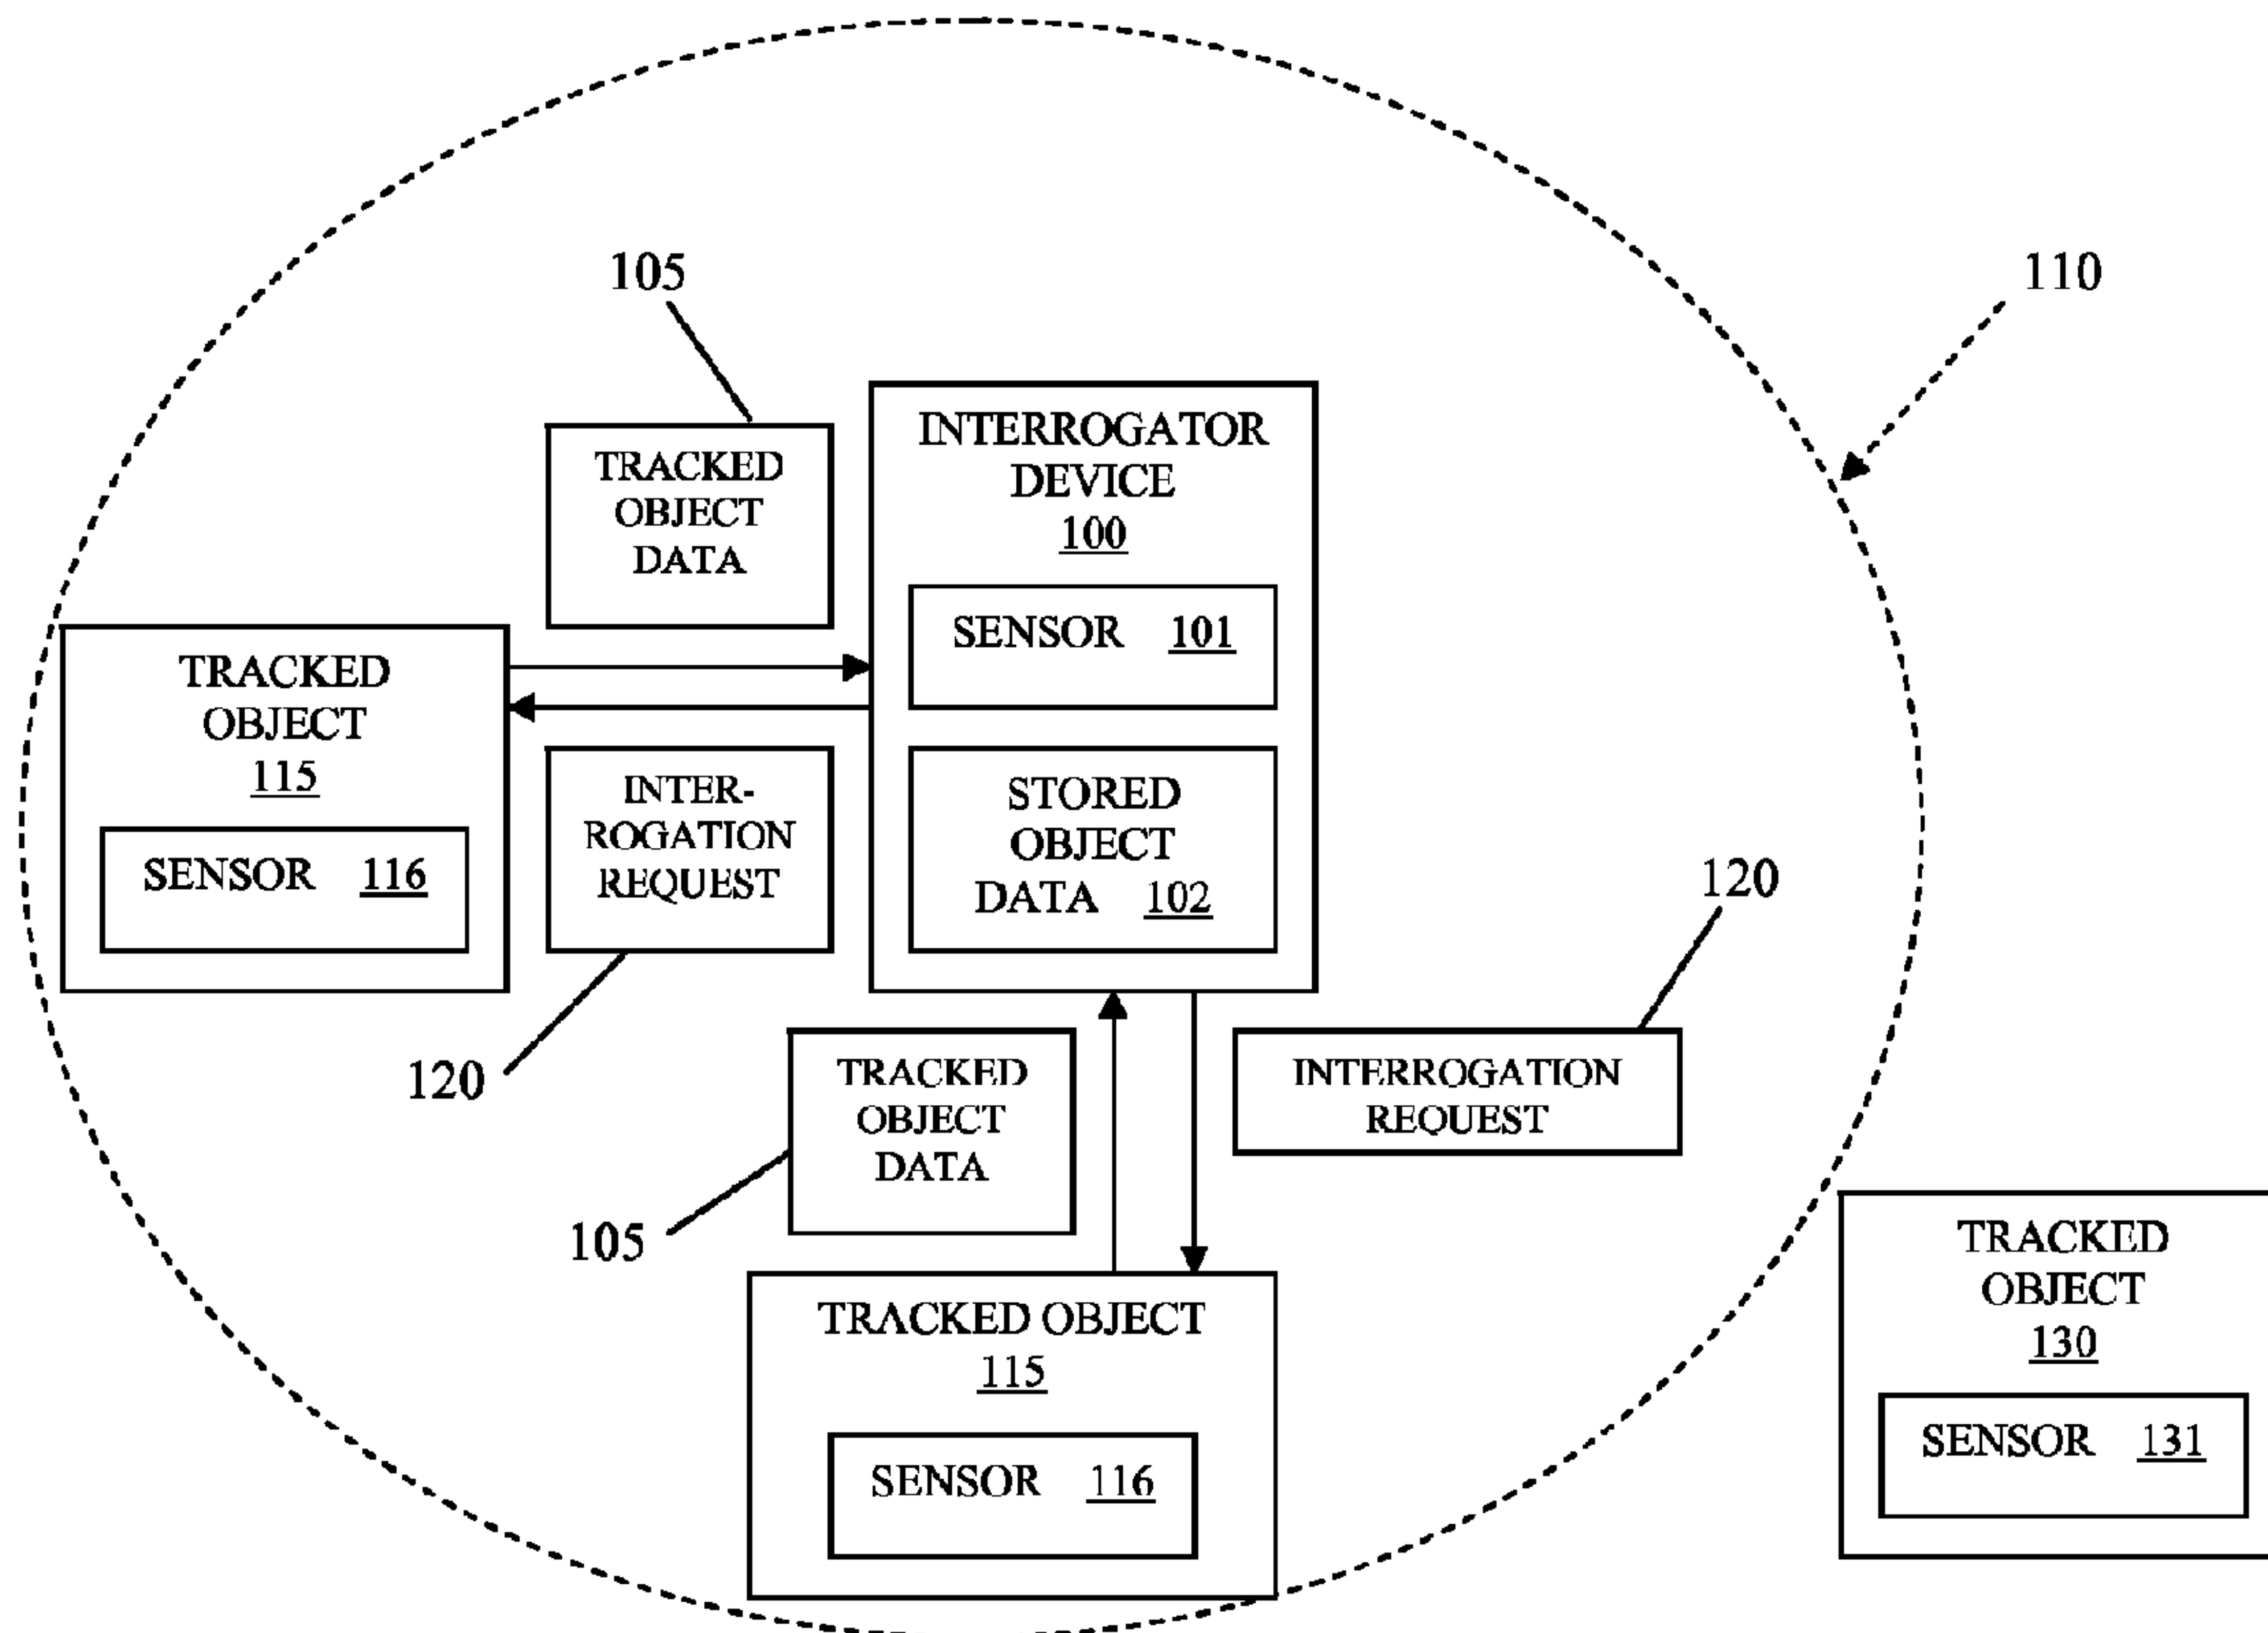 105
110
INTERROGATOR
DEVICE
100
TRACKED
OBJECT
DATA
SENSOR 101
TRACKED
OBJECT
115
SENSOR 116
INTER-
ROGATION
REQUEST
STORED
OBJECT
DATA 102
120
120
TRACKED
OBJECT
DATA
105
INTERROGATION
REQUEST
TRACKED OBJECT
115
SENSOR 116
TRACKED
OBJECT
130
SENSOR 131